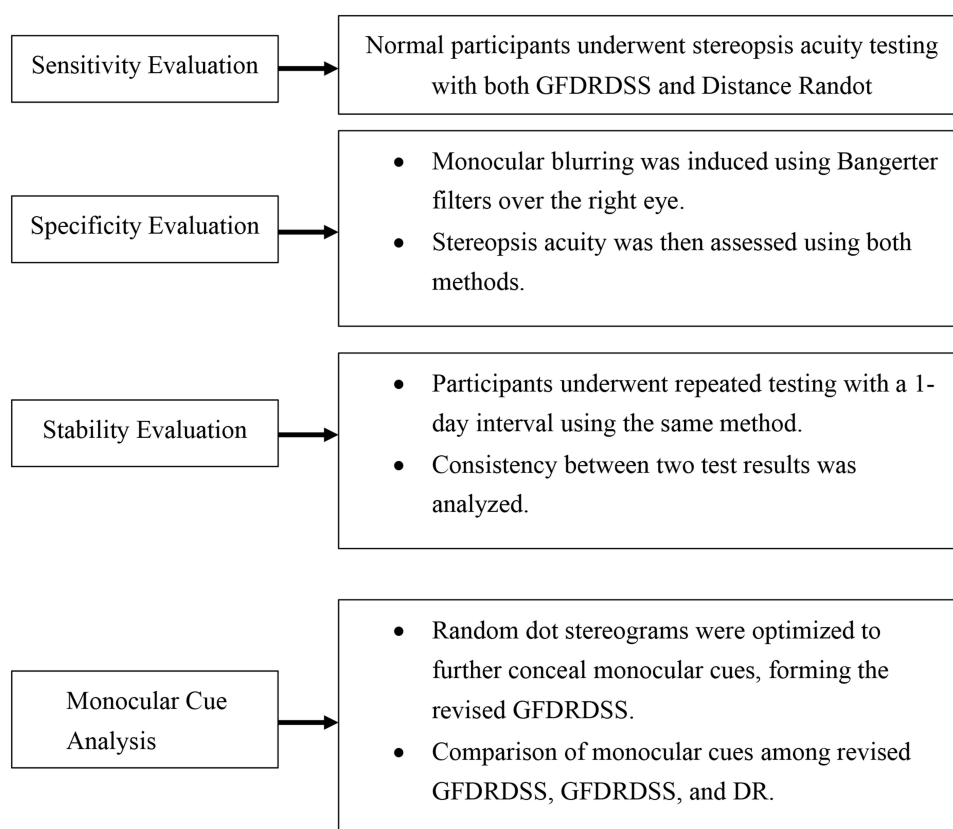 Sensitivity Evaluation
Normal participants underwent stereopsis acuity testing
with both GFDRDSS and Distance Randot
Specificity Evaluation
• Monocular blurring was induced using Bangerter
filters over the right eye.
• Stereopsis acuity was then assessed using both
methods.
Stability Evaluation
• Participants underwent repeated testing with a 1-
day interval using the same method.
• Consistency between two test results was
analyzed.
Monocular Cue
Analysis
• Random dot stereograms were optimized to
further conceal monocular cues, forming the
revised GFDRDSS.
• Comparison of monocular cues among revised
GFDRDSS, GFDRDSS, and DR.